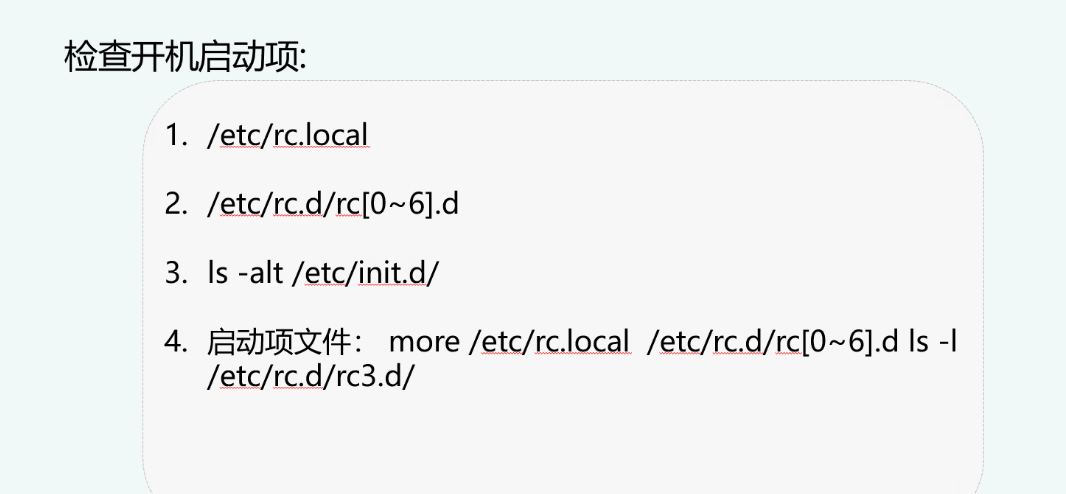 检查开机启动项:
1. /etc/rc.local
2. /etc/rc.d/rc[0~6].d
3. ls -alt /etc/init.d/
4. 启动项文件： more /etc/rc.local /etc/rc.d/rc[0~6].d ls -l
/etc/rc.d/rc3.d/